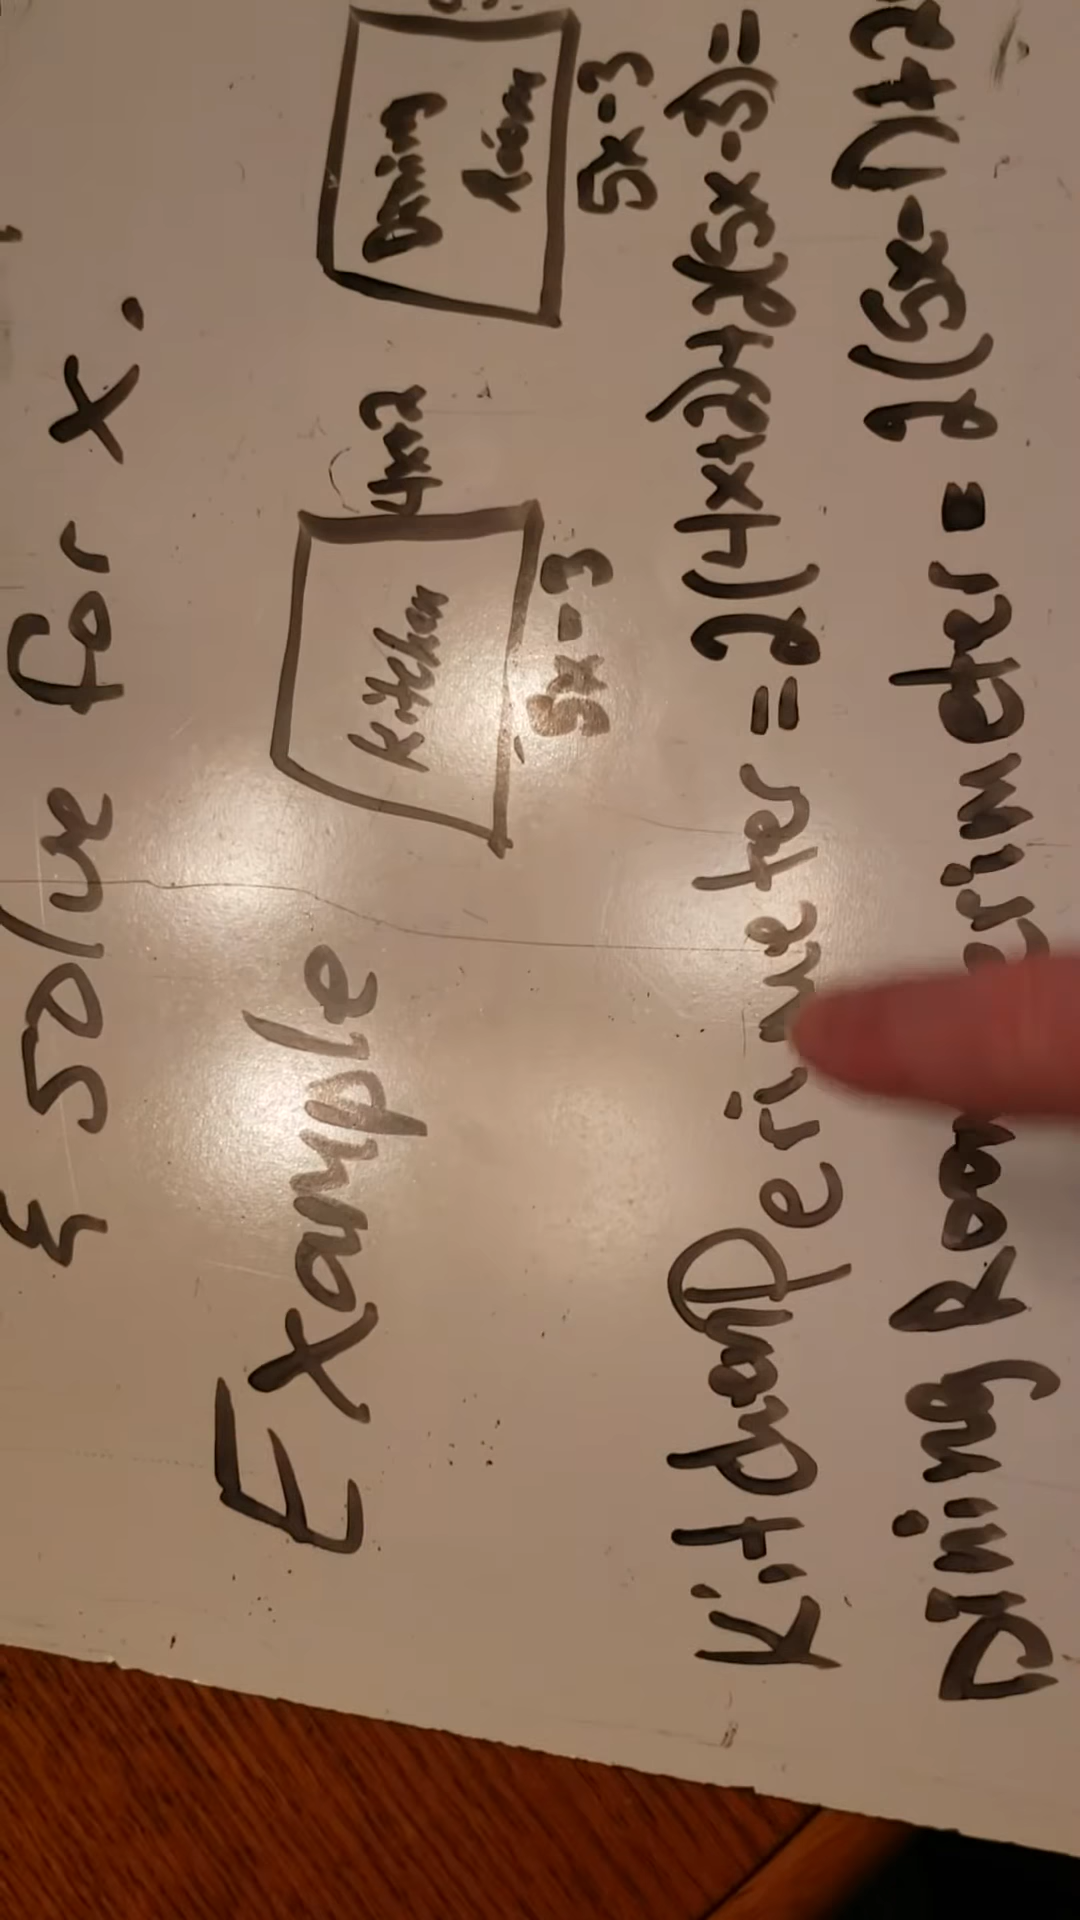 & solve for x.
Example
Kitchen
4x+2
5x-3
Dining
Room
5x-3
Kitchen Perimeter = 2(4x+2)+2(5x-3)=
Dining Room Perimeter = 2(5x-
)+2